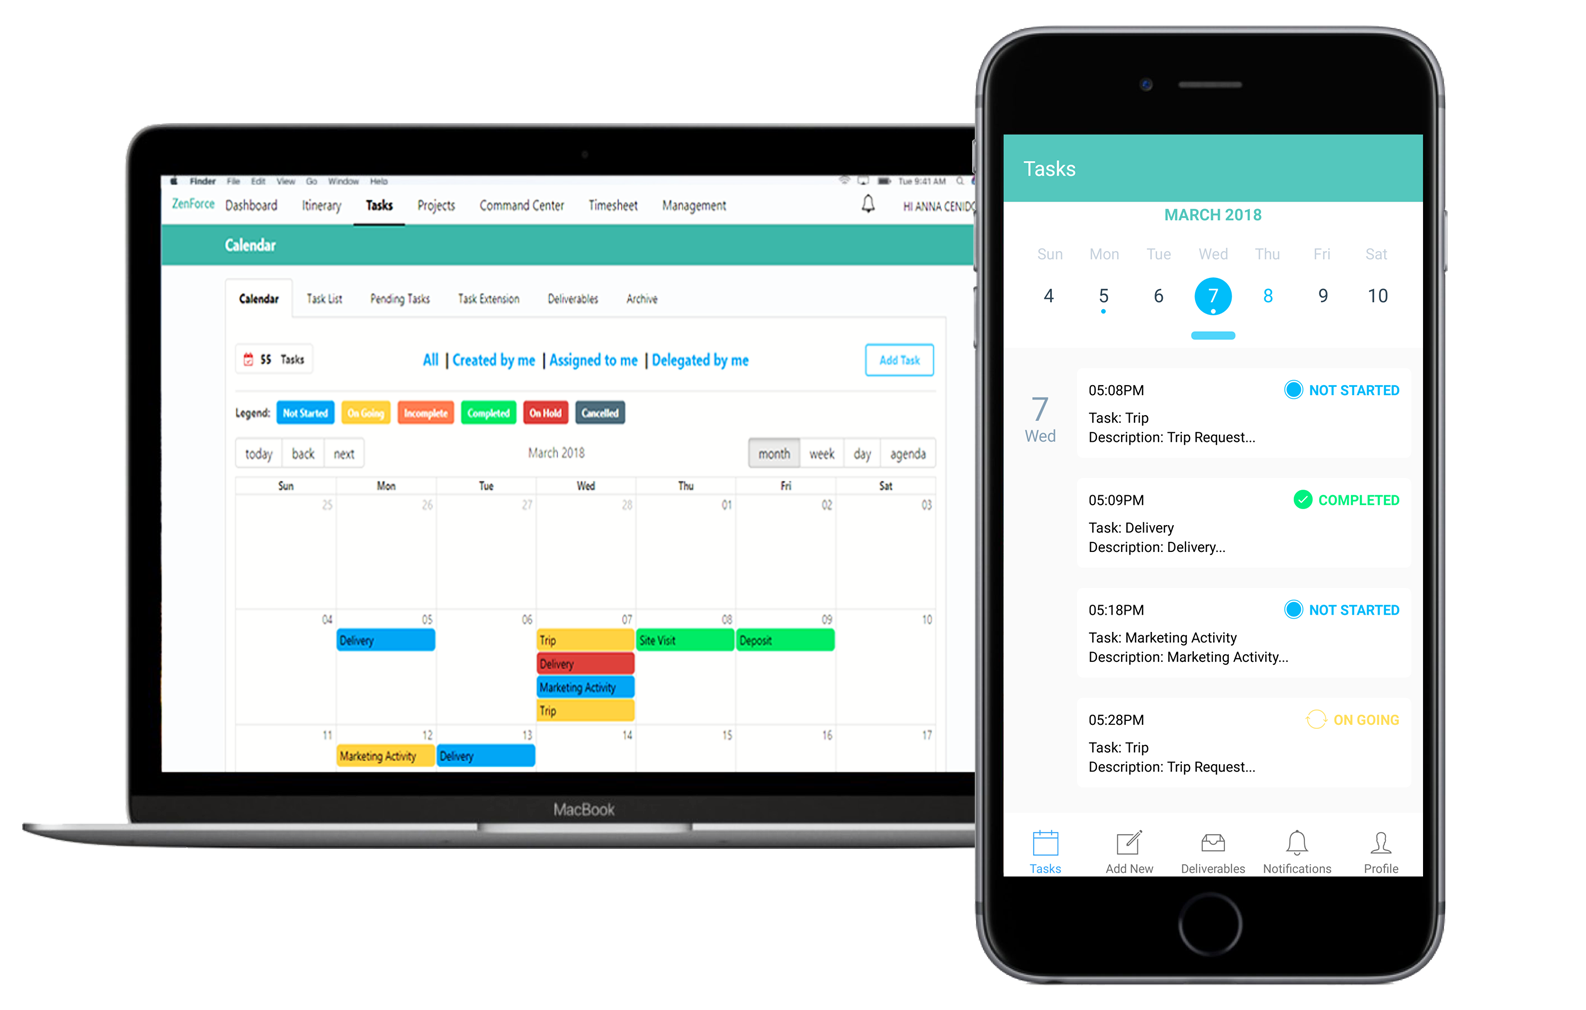 Finder File Edit View Go Window Help Tue 9:41 AM
ZenForce Dashboard Itinerary Tasks Projects Command Center Timesheet Management HI ANNA CENIDO
Calendar
Calendar Task List Pending Tasks Task Extension Deliverables Archive
55 Tasks All | Created by me | Assigned to me | Delegated by me Add Task
Legend: Not Started On Going Incomplete Completed On Hold Cancelled
today back next March 2018 month week day agenda
Sun Mon Tue Wed Thu Fri Sat
25 26 27 28 01 02 03
04 05 06 07 08 09 10
Delivery Trip Site Visit Deposit
Delivery
Marketing Activity
Trip
11 12 13 14 15 16 17
Marketing Activity Delivery
MacBook
Tasks
MARCH 2018
Sun Mon Tue Wed Thu Fri Sat
4 5 6 7 8 9 10
7
Wed
05:08PM NOT STARTED
Task: Trip
Description: Trip Request...
05:09PM COMPLETED
Task: Delivery
Description: Delivery...
05:18PM NOT STARTED
Task: Marketing Activity
Description: Marketing Activity...
05:28PM ON GOING
Task: Trip
Description: Trip Request...
Tasks Add New Deliverables Notifications Profile